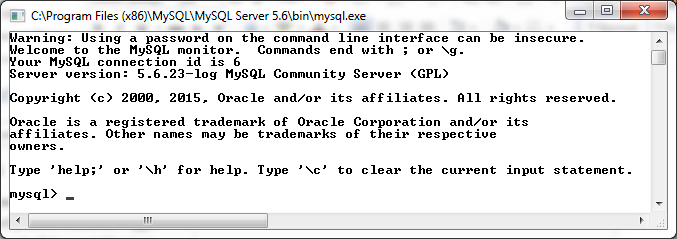 C:\Program Files (x86)\MySQL\MySQL Server 5.6\bin\mysql.exe
Warning: Using a password on the command line interface can be insecure.
Welcome to the MySQL monitor.  Commands end with ; or \g.
Your MySQL connection id is 6
Server version: 5.6.23-log MySQL Community Server (GPL)
Copyright (c) 2000, 2015, Oracle and/or its affiliates. All rights reserved.
Oracle is a registered trademark of Oracle Corporation and/or its
affiliates. Other names may be trademarks of their respective
owners.
Type 'help;' or '\h' for help. Type '\c' to clear the current input statement.
mysql> _